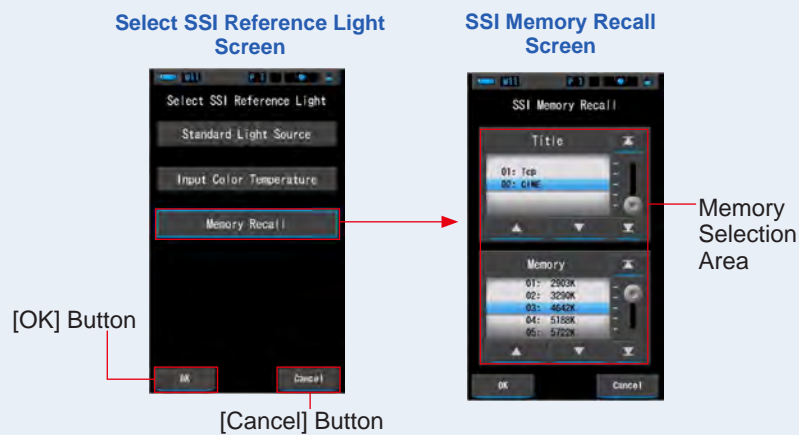 Select SSI Reference Light
Screen
Select SSI Reference Light
Standard Light Source
Input Color Temperature
Memory Recall
OK
Cancel
[OK] Button
[Cancel] Button
SSI Memory Recall
Screen
SSI Memory Recall
Title
01: Tcp
00: CINE
Memory
01: 2903K
02: 3290K
03: 4642K
04: 5188K
05: 5722K
OK
Cancel
Memory
Selection
Area